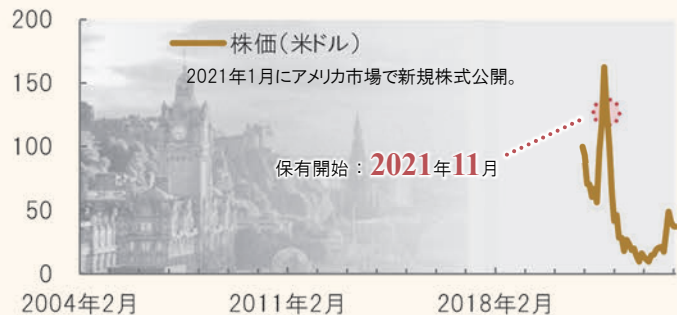 200
株価（米ドル）
2021年1月にアメリカ市場で新規株式公開。
150
100
保有開始：2021年11月
50
0
2004年2月
2011年2月
2018年2月